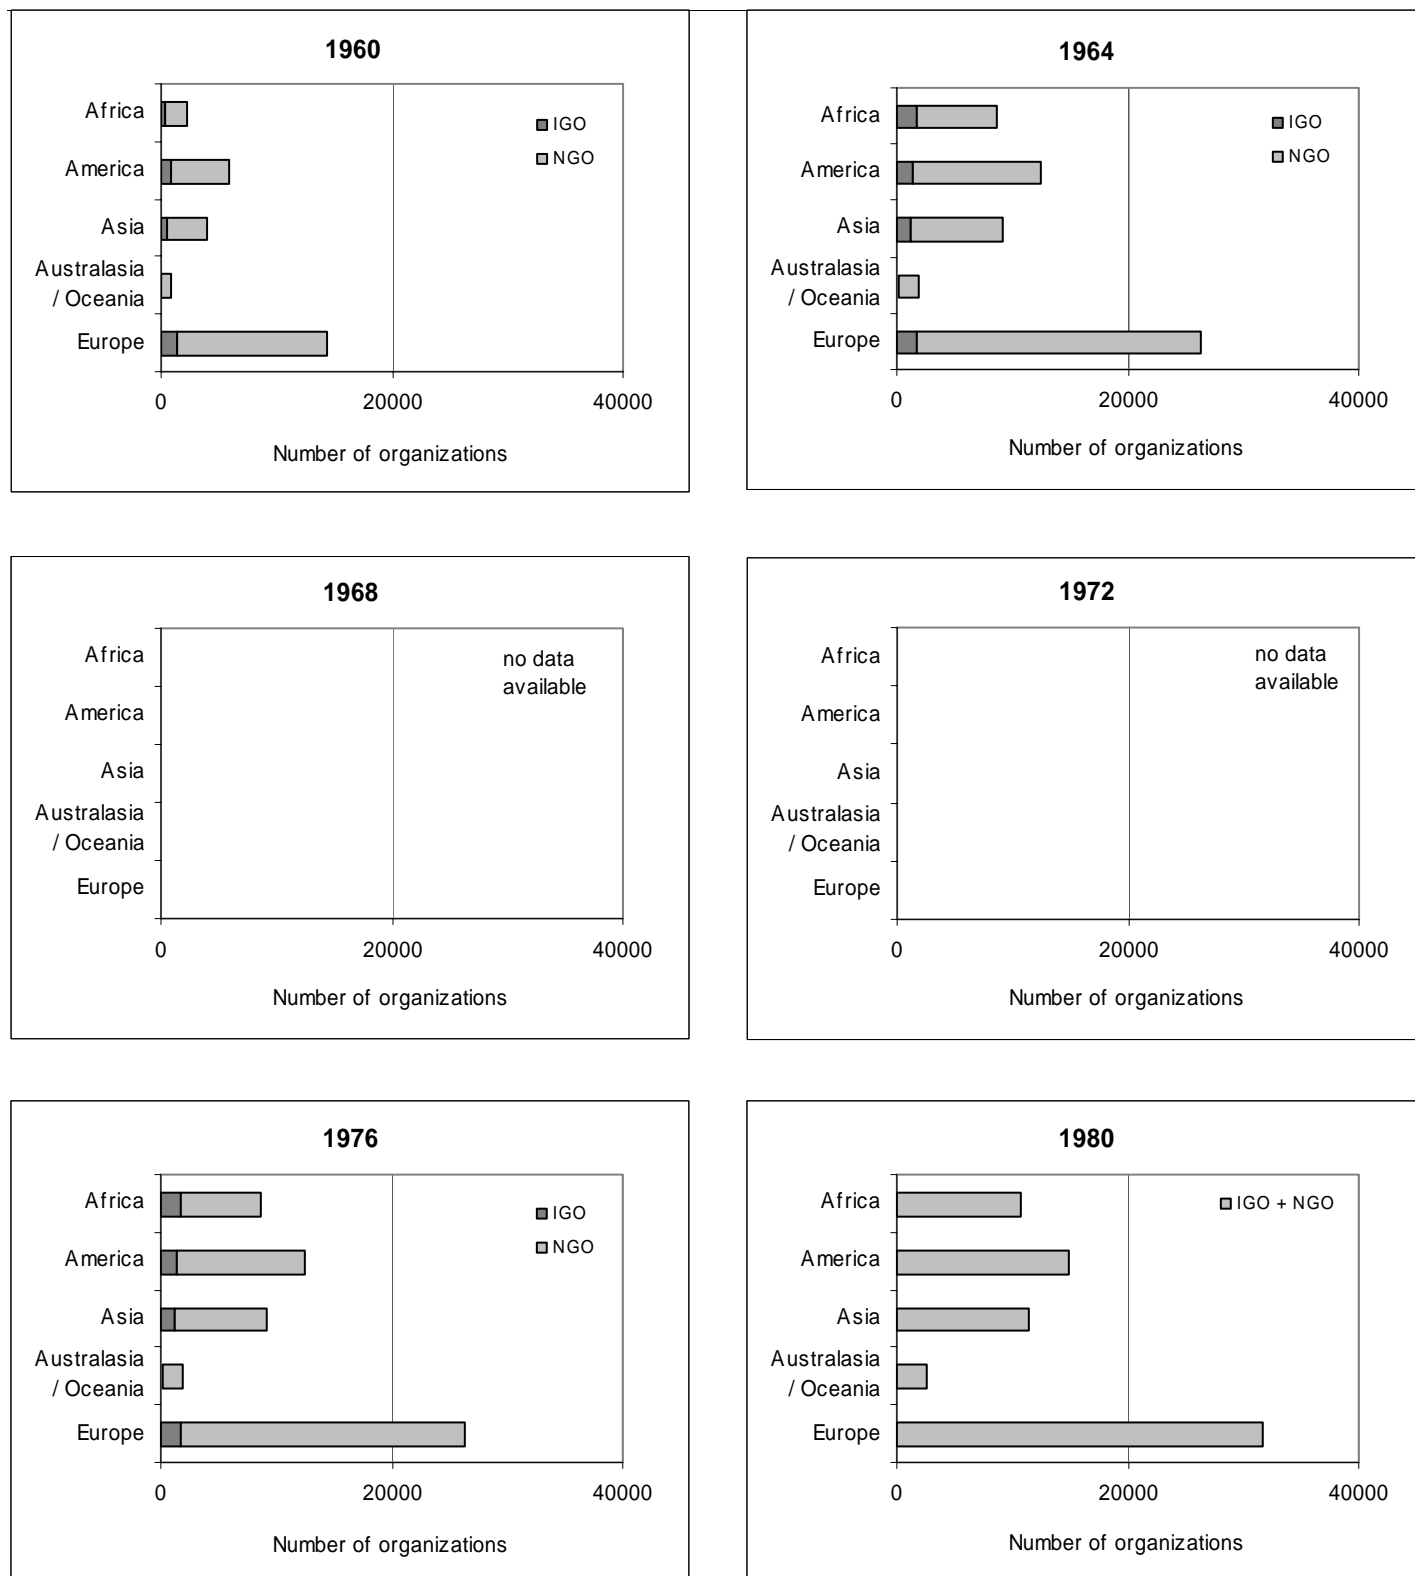 1960
Africa
America
Asia
Australasia
/ Oceania
Europe
IGO
NGO
0 20000 40000
Number of organizations
1964
Africa
America
Asia
Australasia
/ Oceania
Europe
IGO
NGO
0 20000 40000
Number of organizations
1968
Africa
America
Asia
Australasia
/ Oceania
Europe
no data
available
0 20000 40000
Number of organizations
1972
Africa
America
Asia
Australasia
/ Oceania
Europe
no data
available
0 20000 40000
Number of organizations
1976
Africa
America
Asia
Australasia
/ Oceania
Europe
IGO
NGO
0 20000 40000
Number of organizations
1980
Africa
America
Asia
Australasia
/ Oceania
Europe
IGO + NGO
0 20000 40000
Number of organizations